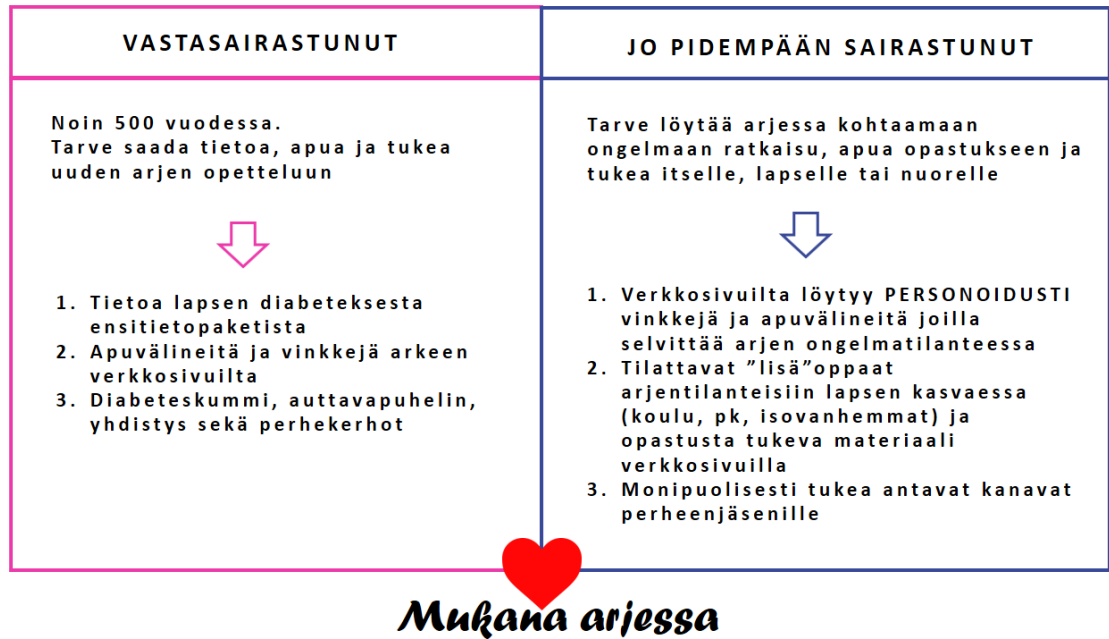 VASTASAIRASTUNUT
Noin 500 vuodessa.
Tarve saada tietoa, apua ja tukea
uuden arjen opetteluun
1. Tietoa lapsen diabeteksesta
ensitietopaketista
2. Apuvälineitä ja vinkkejä arkeen
verkkosivuilta
3. Diabeteskummi, auttavapuhelin,
yhdistys sekä perhekerhot
JO PIDEMPÄÄN SAIRASTUNUT
Tarve löytää arjessa kohtaamaan
ongelmaan ratkaisu, apua opastukseen ja
tukea itselle, lapselle tai nuorelle
1. Verkkosivuilta löytyy PERSONOIDUSTI
vinkkejä ja apuvälineitä joilla
selvittää arjen ongelmatilanteessa
2. Tilattavat ”lisä”oppaat
arjentilanteisiin lapsen kasvaessa
(koulu, pk, isovanhemmat) ja
opastusta tukeva materiaali
verkkosivuilla
3. Monipuolisesti tukea antavat kanavat
perheenjäsenille
Mukana arjessa